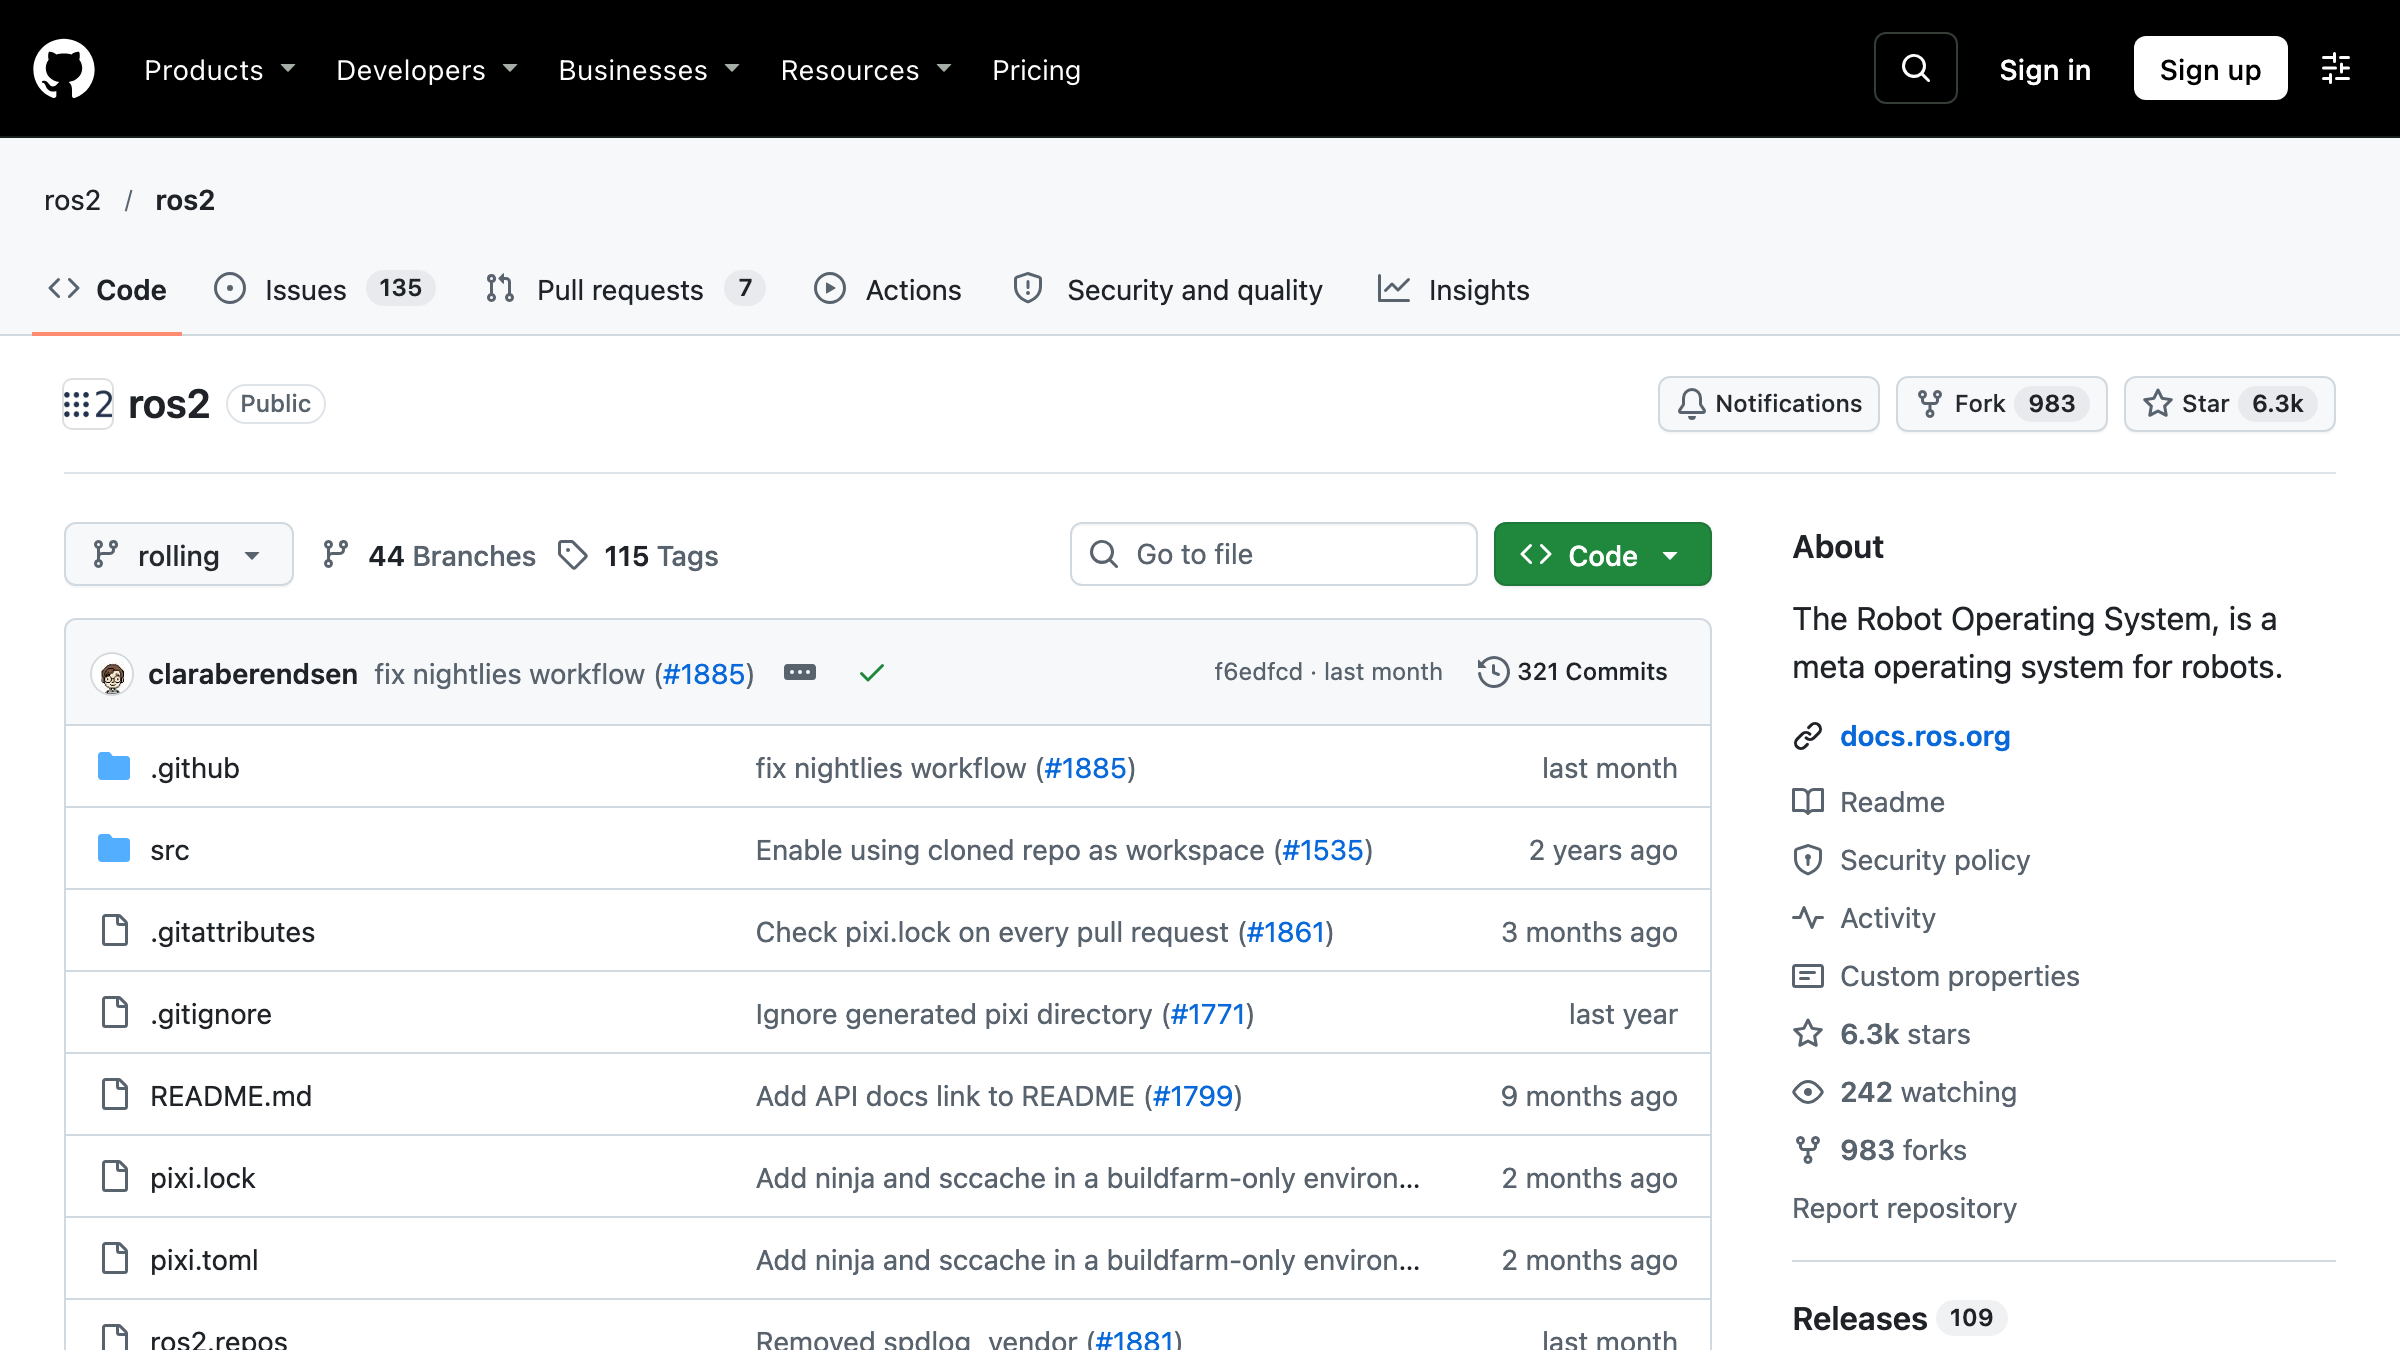 Products Developers Businesses Resources Pricing Sign in Sign up
ros2 / ros2
Code Issues 135 Pull requests 7 Actions Security and quality Insights
2 ros2 Public Notifications Fork 983 Star 6.3k
rolling 44 Branches 115 Tags Go to file Code
claraberendsen fix nightlies workflow (#1885) f6edfcd · last month 321 Commits
.github fix nightlies workflow (#1885) last month
src Enable using cloned repo as workspace (#1535) 2 years ago
.gitattributes Check pixi.lock on every pull request (#1861) 3 months ago
.gitignore Ignore generated pixi directory (#1771) last year
README.md Add API docs link to README (#1799) 9 months ago
pixi.lock Add ninja and sccache in a buildfarm-only environ... 2 months ago
pixi.toml Add ninja and sccache in a buildfarm-only environ... 2 months ago
ros2.repos Removed spdlog_vendor (#1881) last month
About
The Robot Operating System, is a
meta operating system for robots.
docs.ros.org
Readme
Security policy
Activity
Custom properties
6.3k stars
242 watching
983 forks
Report repository
Releases 109